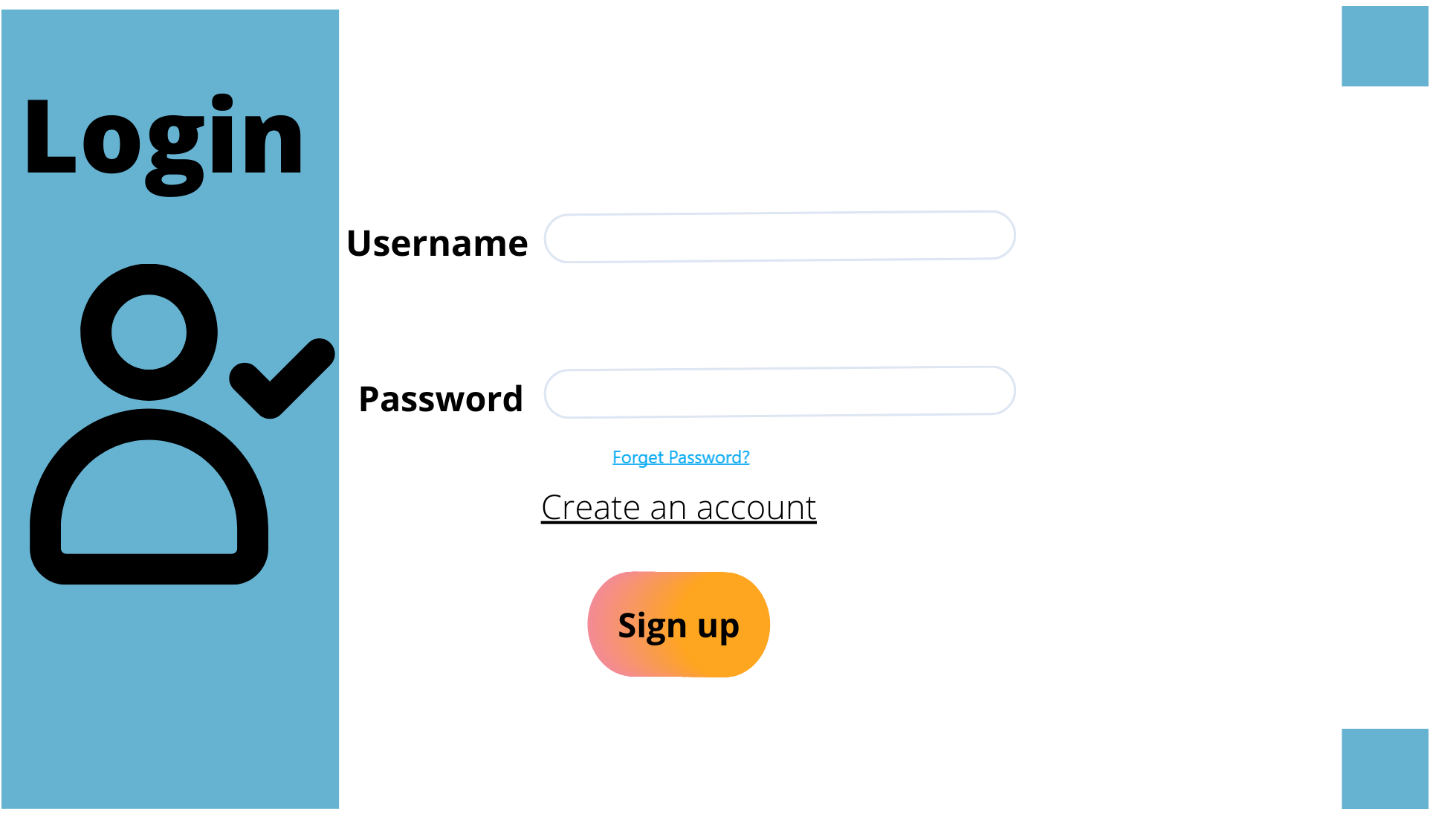 Login
Username
Password
Forget Password?
Create an account
Sign up